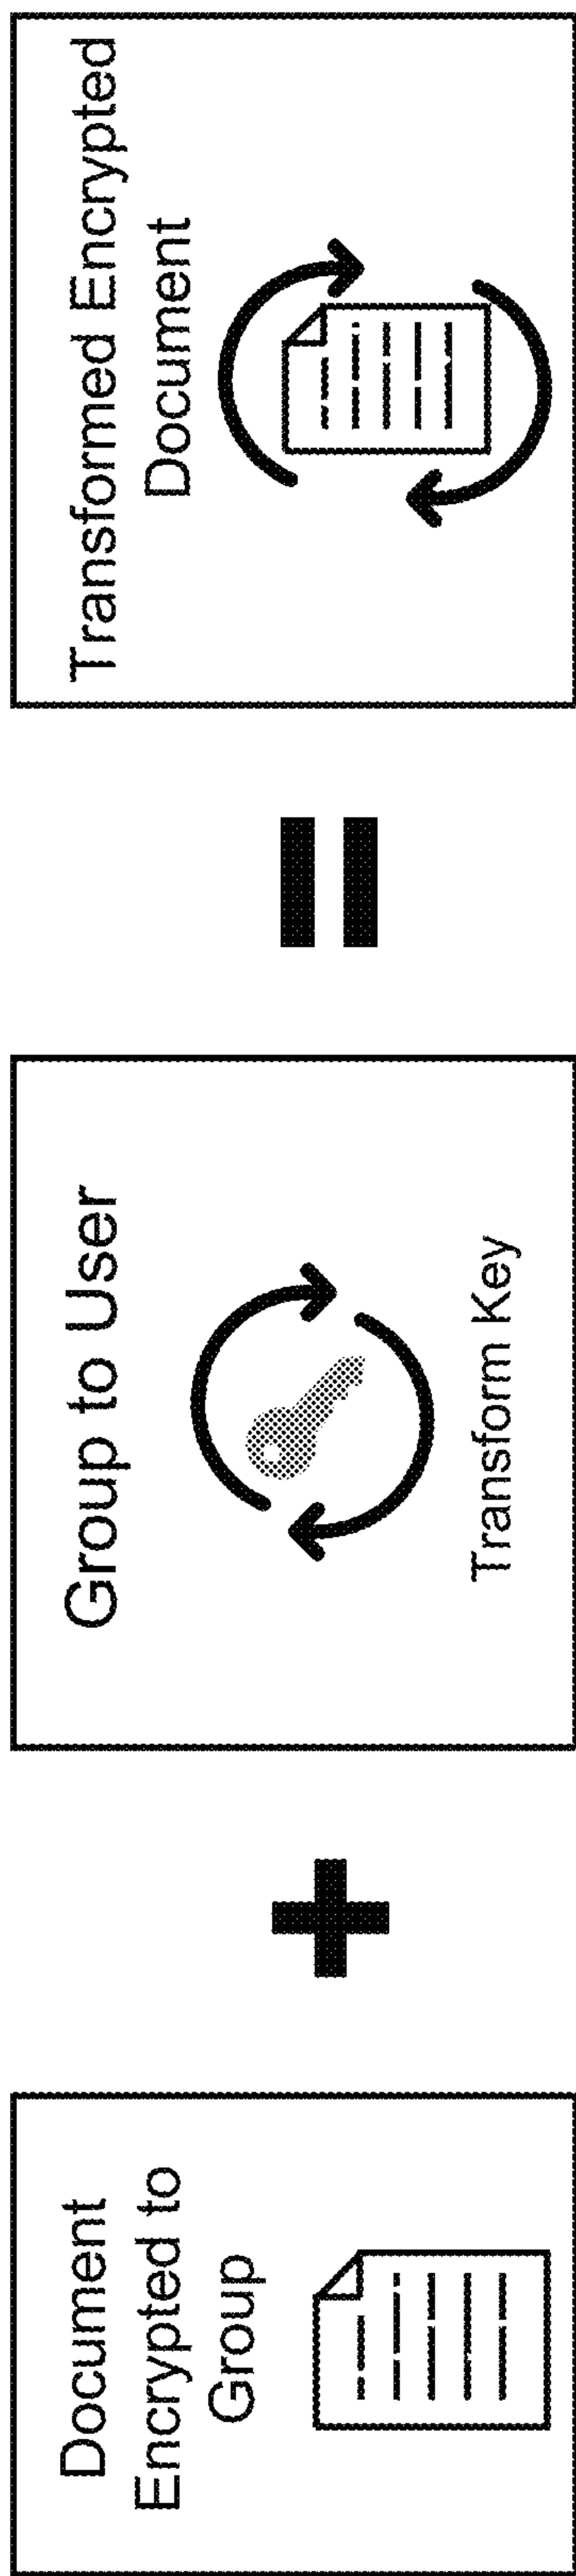 Document
Encrypted to
Group
+
Group to User
Transform Key
=
Transformed Encrypted
Document